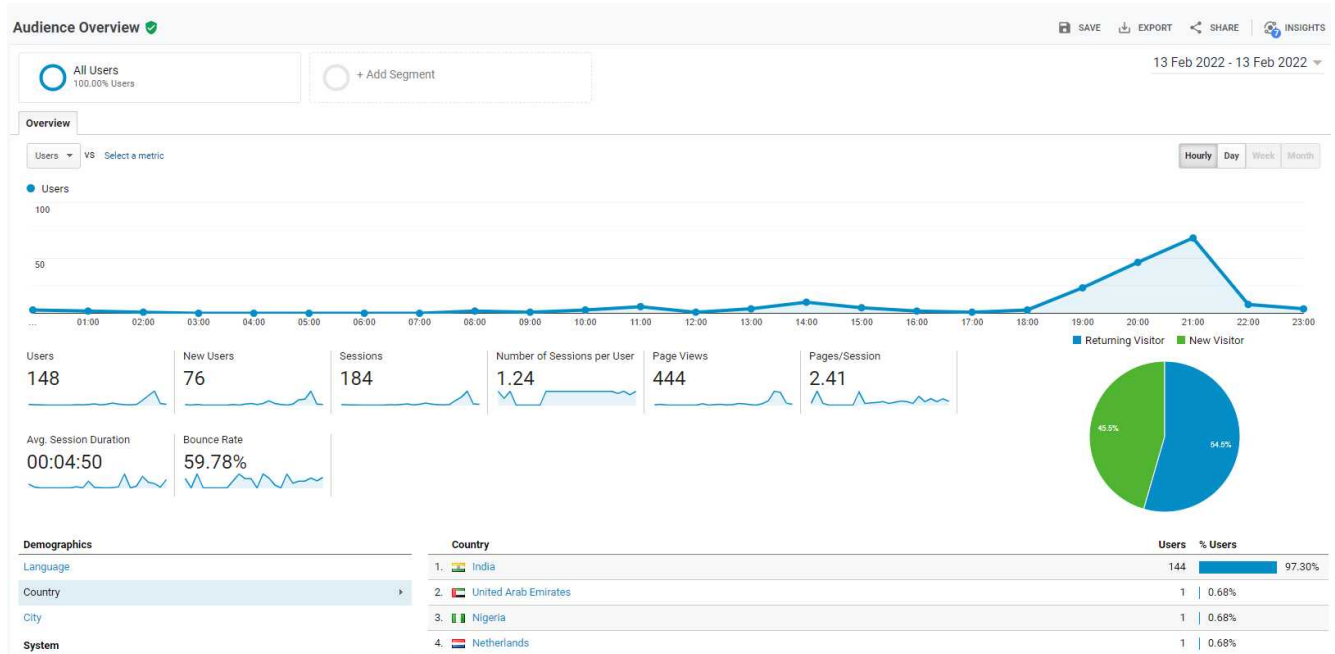 Audience Overview
SAVE EXPORT SHARE INSIGHTS
7
All Users
100.00% Users
+ Add Segment
13 Feb 2022 - 13 Feb 2022
Overview
Users VS Select a metric
Hourly Day Week Month
Users
100
50
... 01:00 02:00 03:00 04:00 05:00 06:00 07:00 08:00 09:00 10:00 11:00 12:00 13:00 14:00 15:00 16:00 17:00 18:00 19:00 20:00 21:00 22:00 23:00
Returning Visitor New Visitor
Users
148
New Users
76
Sessions
184
Number of Sessions per User
1.24
Page Views
444
Pages/Session
2.41
Avg. Session Duration
00:04:50
Bounce Rate
59.78%
45.5%
54.5%
Demographics
Language
Country
City
System
Country Users % Users
1. India 144 97.30%
2. United Arab Emirates 1 0.68%
3. Nigeria 1 0.68%
4. Netherlands 1 0.68%